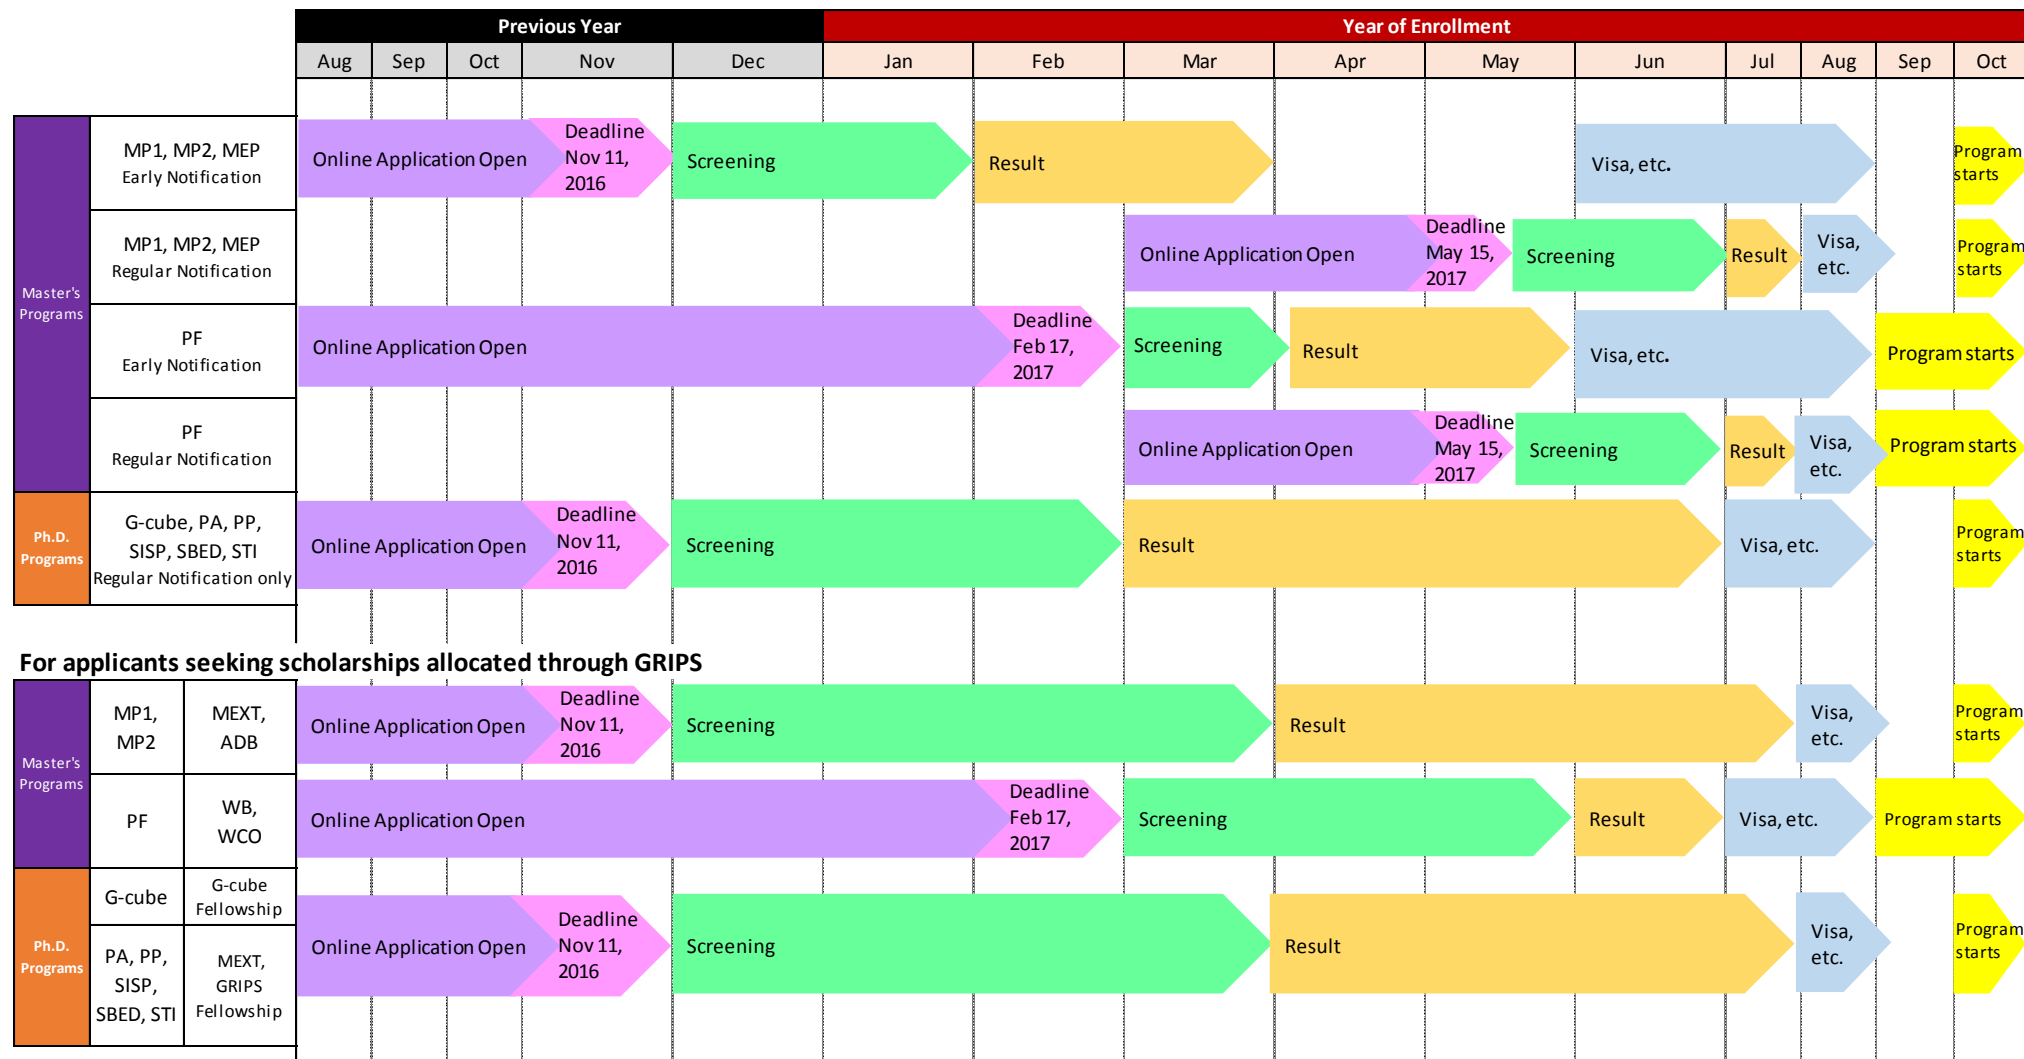 Previous Year
Year of Enrollment
Aug
Sep
Oct
Nov
Dec
Jan
Feb
Mar
Apr
May
Jun
Jul
Aug
Sep
Oct
Master's
Programs
MP1, MP2, MEP
Early Notification
Online Application Open
Deadline
Nov 11,
2016
Screening
Result
Visa, etc.
Program
starts
MP1, MP2, MEP
Regular Notification
Online Application Open
Deadline
May 15,
2017
Screening
Result
Visa,
etc.
Program
starts
PF
Early Notification
Online Application Open
Deadline
Feb 17,
2017
Screening
Result
Visa, etc.
Program starts
PF
Regular Notification
Online Application Open
Deadline
May 15,
2017
Screening
Result
Visa,
etc.
Program starts
Ph.D.
Programs
G-cube, PA, PP,
SISP, SBED, STI
Regular Notification only
Online Application Open
Deadline
Nov 11,
2016
Screening
Result
Visa, etc.
Program
starts
For applicants seeking scholarships allocated through GRIPS
Master's
Programs
MP1,
MP2
MEXT,
ADB
Online Application Open
Deadline
Nov 11,
2016
Screening
Result
Visa,
etc.
Program
starts
PF
WB,
WCO
Online Application Open
Deadline
Feb 17,
2017
Screening
Result
Visa, etc.
Program starts
Ph.D.
Programs
G-cube
G-cube
Fellowship
PA, PP,
SISP,
SBED, STI
MEXT,
GRIPS
Fellowship
Online Application Open
Deadline
Nov 11,
2016
Screening
Result
Visa,
etc.
Program
starts